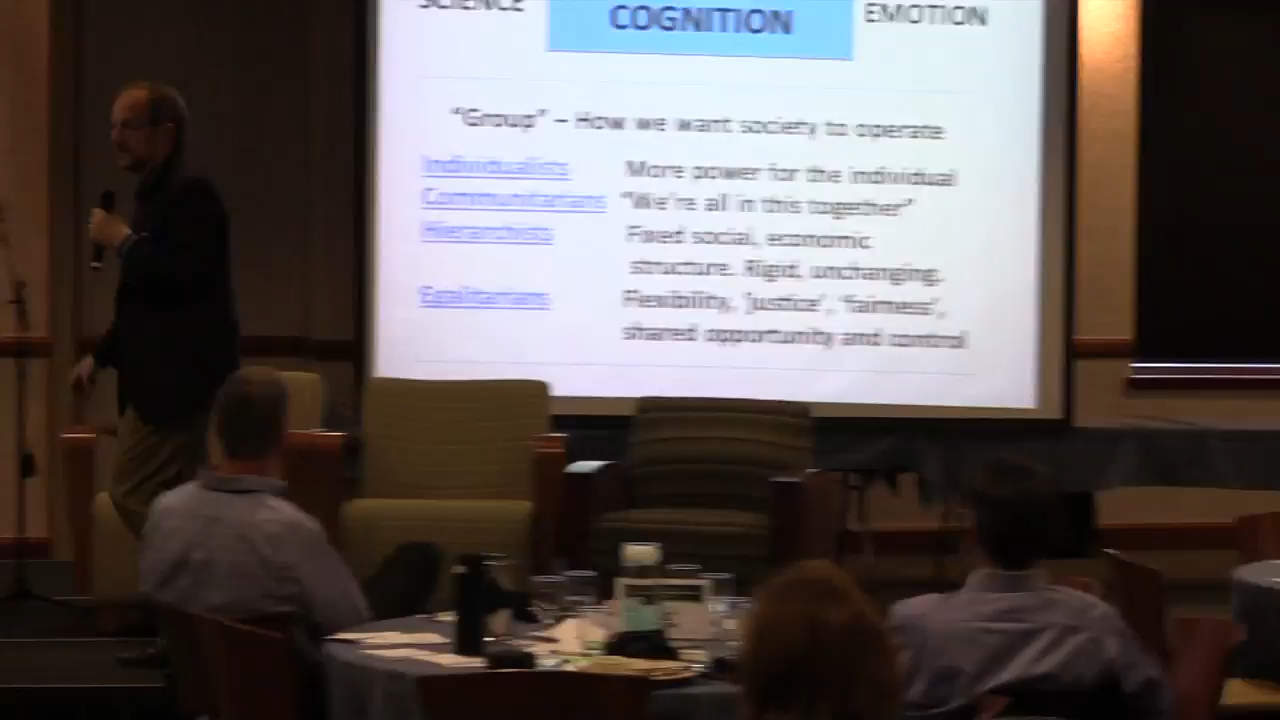 SCIENCE COGNITION EMOTION
"Group" – How we want society to operate
Individualists More power for the individual
Communitarians "We're all in this together"
Hierarchists Fixed social, economic
structure. Rigid, unchanging.
Egalitarians Flexibility, 'justice', 'fairness',
shared opportunity and control